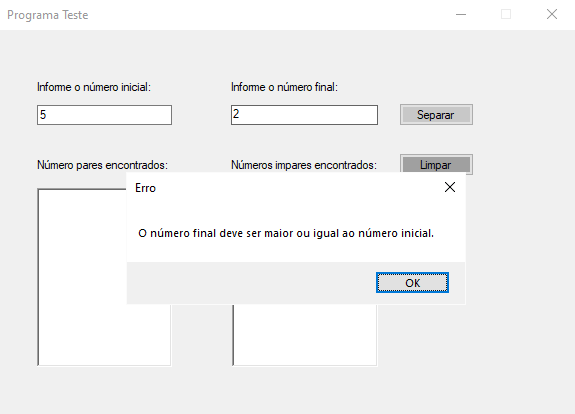 Programa Teste
Informe o número inicial:
Informe o número final:
5
2
Separar
Número pares encontrados:
Números impares encontrados:
Limpar
Erro
O número final deve ser maior ou igual ao número inicial.
OK